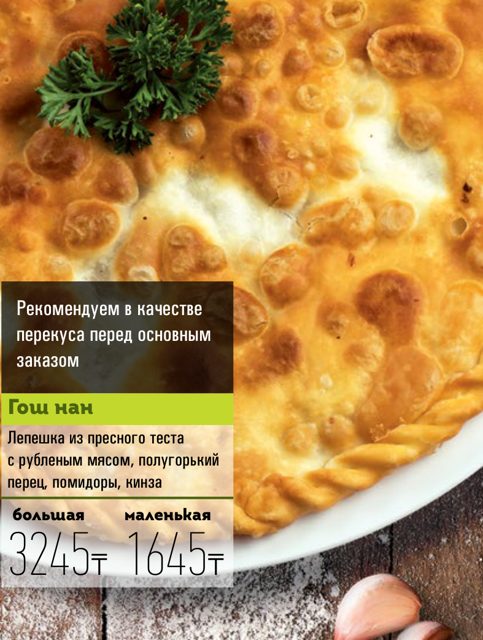 Рекомендуем в качестве
перекуса перед основным
заказом
Гош нан
Лепешка из пресного теста
с рубленым мясом, полугорький
перец, помидоры, кинза
большая маленькая
3245₸ 1645₸